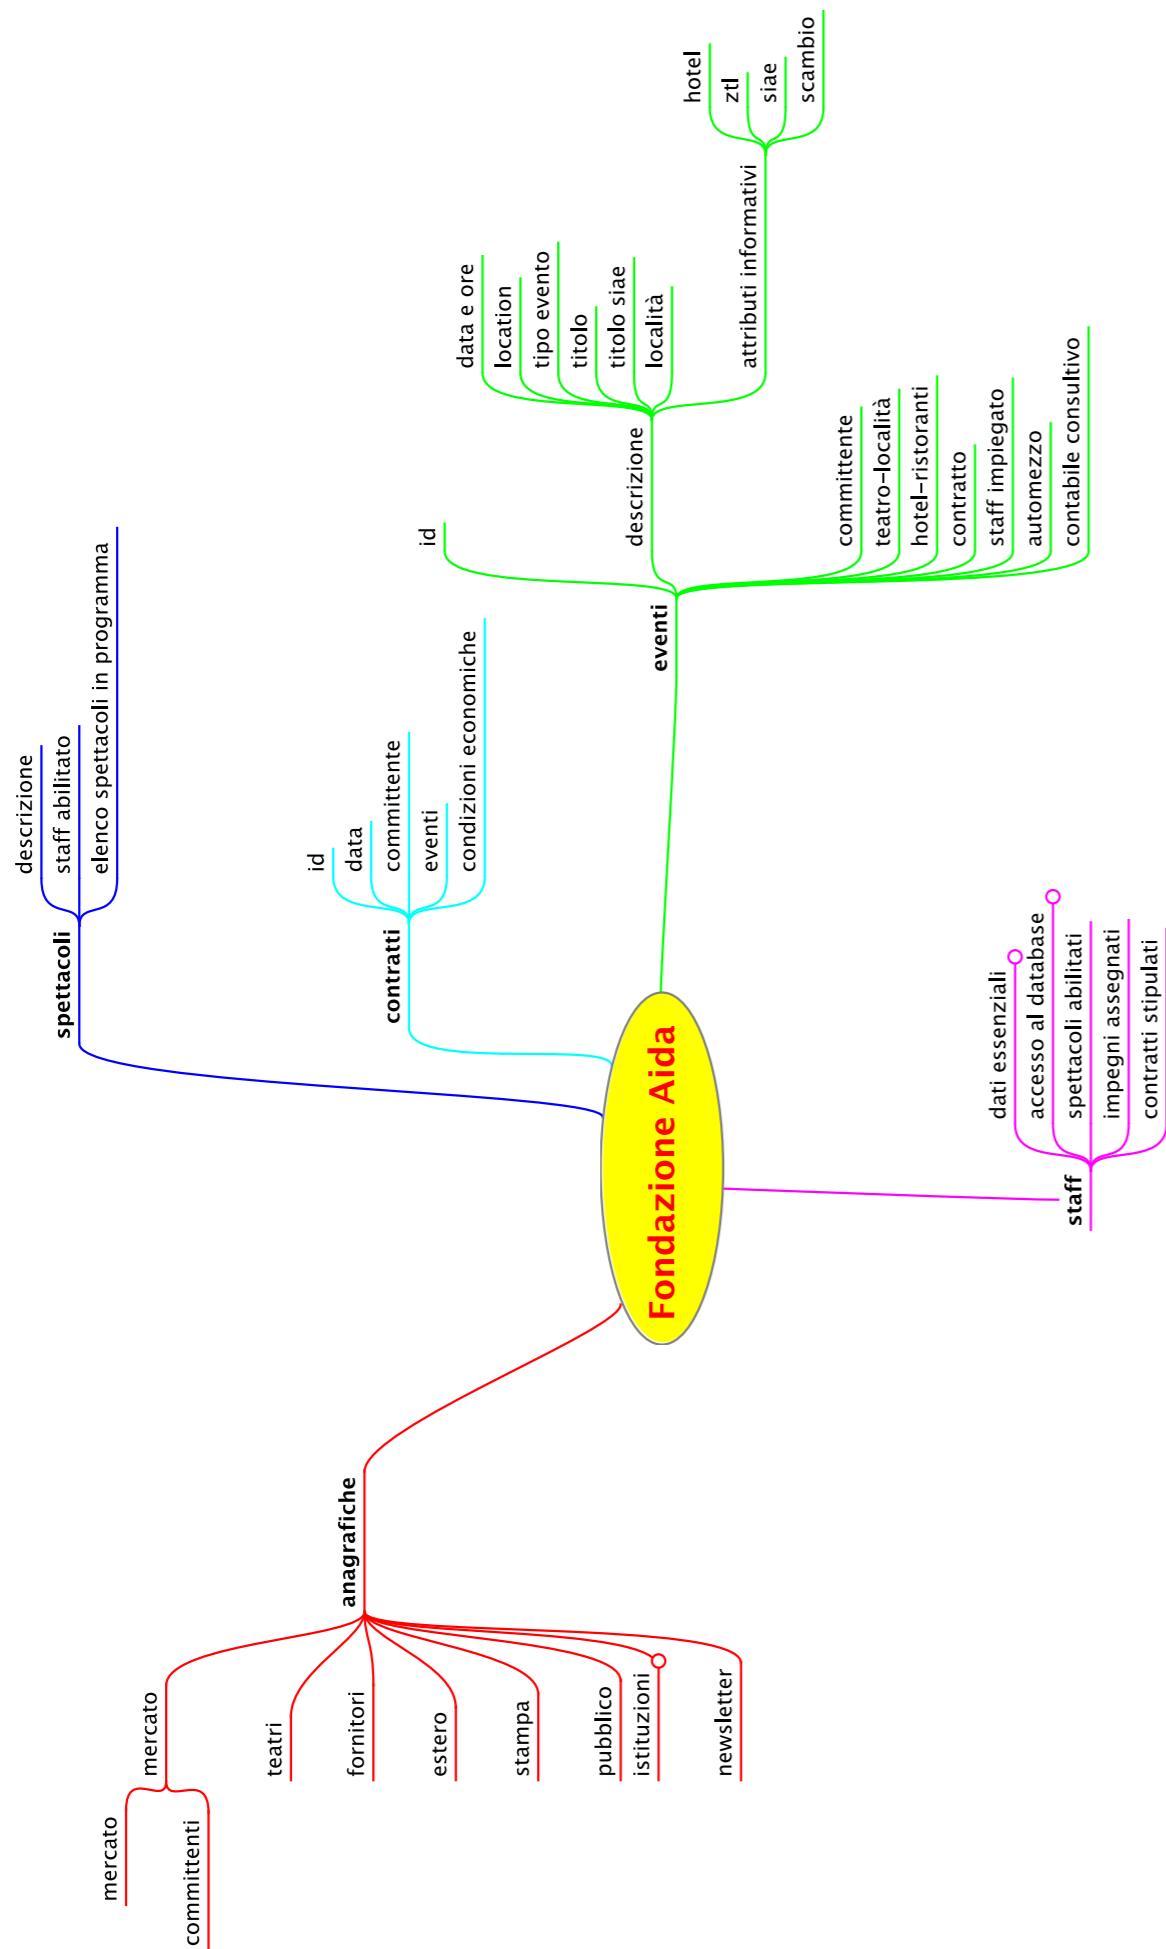 Fondazione Aida
spettacoli
descrizione
staff abilitato
elenco spettacoli in programma
contratti
id
data
committente
eventi
condizioni economiche
eventi
id
descrizione
data e ore
location
tipo evento
titolo
titolo siae
località
attributi informativi
hotel
ztl
siae
scambio
committente
teatro-località
hotel-ristoranti
contratto
staff impiegato
automezzo
contabile consultivo
staff
dati essenziali
accesso al database
spettacoli abilitati
impegni assegnati
contratti stipulati
anagrafiche
mercato
mercato
committenti
teatri
fornitori
estero
stampa
pubblico
istituzioni
newsletter